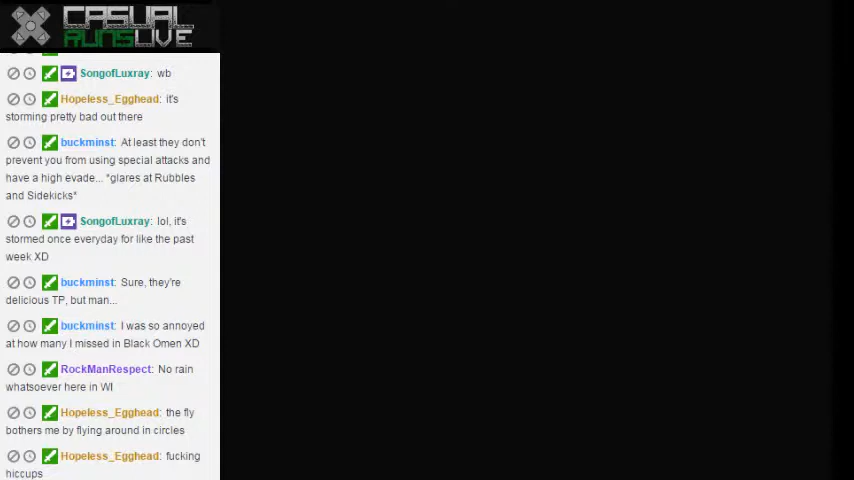 CASUAL
RUNSLIVE
SongofLuxray: wb
Hopeless_Egghead: it's
storming pretty bad out there
buckminst: At least they don't
prevent you from using special attacks and
have a high evade... *glares at Rubbles
and Sidekicks*
SongofLuxray: lol, it's
stormed once everyday for like the past
week XD
buckminst: Sure, they're
delicious TP, but man...
buckminst: I was so annoyed
at how many I missed in Black Omen XD
RockManRespect: No rain
whatsoever here in WI
Hopeless_Egghead: the fly
bothers me by flying around in circles
Hopeless_Egghead: fucking
hiccups